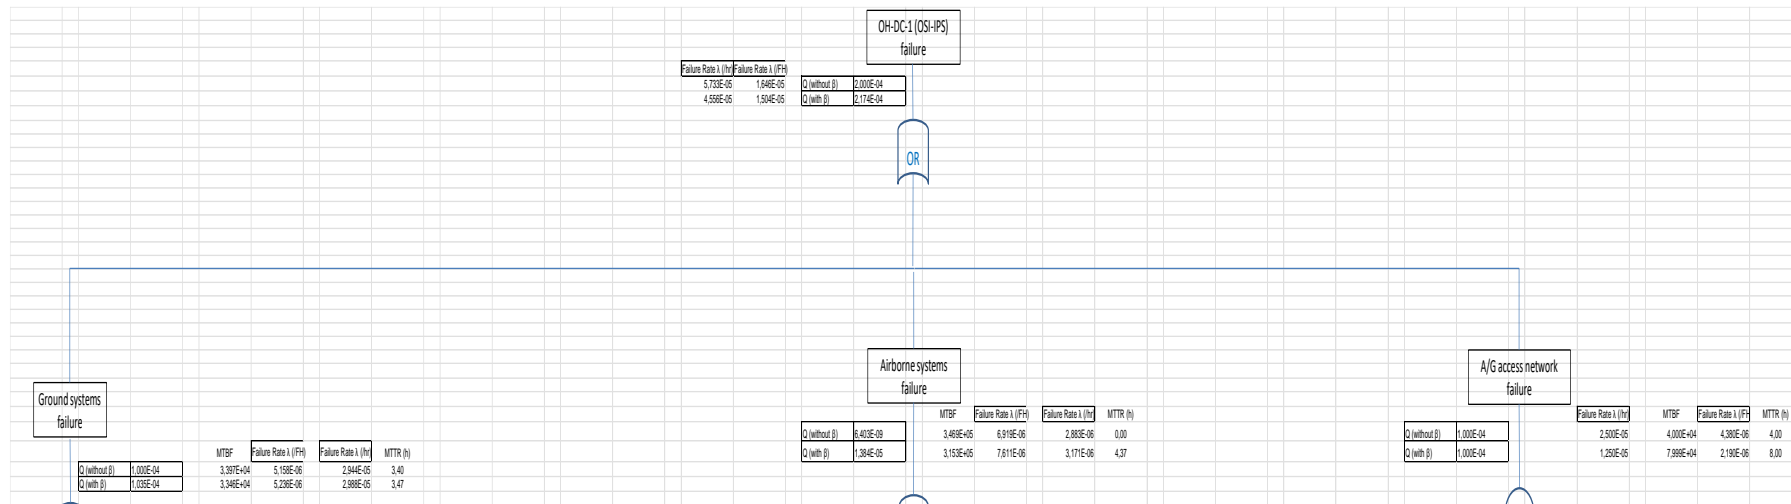 OH-DC-1 (OSI-IPS)
failure
Failure Rate λ (/hr) Failure Rate λ (/FH)
5,733E-05 1,646E-05 Q (without β) 2,000E-04
4,556E-05 1,504E-05 Q (with β) 2,174E-04
OR
Ground systems
failure
MTBF Failure Rate λ (/FH) Failure Rate λ (/hr) MTTR (h)
Q (without β) 1,000E-04 3,397E+04 5,158E-06 2,944E-05 3,40
Q (with β) 1,035E-04 3,346E+04 5,236E-06 2,988E-05 3,47
Airborne systems
failure
MTBF Failure Rate λ (/FH) Failure Rate λ (/hr) MTTR (h)
Q (without β) 6,403E-09 3,469E+05 6,919E-06 2,883E-06 0,00
Q (with β) 1,384E-05 3,153E+05 7,611E-06 3,171E-06 4,37
A/G access network
failure
Failure Rate λ (/hr) MTBF Failure Rate λ (/FH MTTR (h)
Q (without β) 1,000E-04 2,500E-05 4,000E+04 4,380E-06 4,00
Q (with β) 1,000E-04 1,250E-05 7,999E+04 2,190E-06 8,00